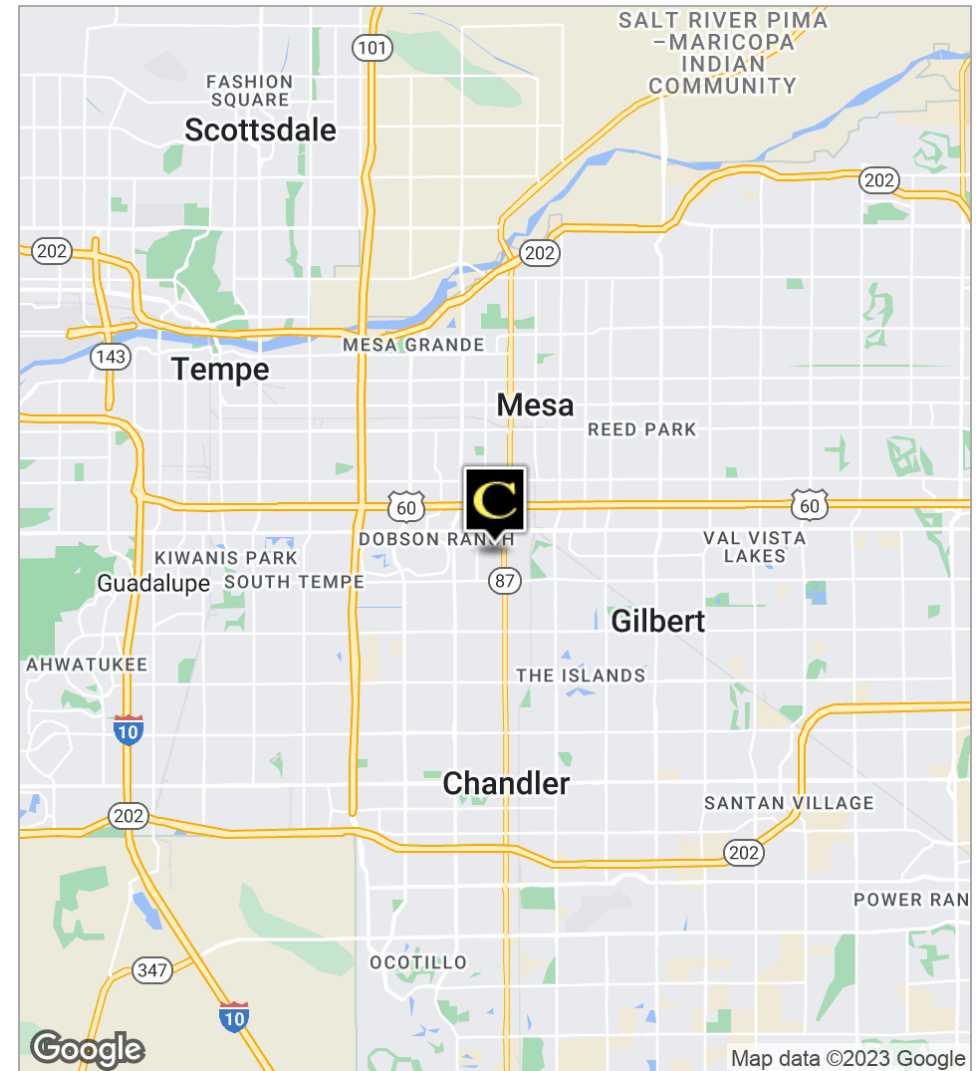 SALT RIVER PIMA
–MARICOPA
INDIAN
COMMUNITY
101
FASHION
SQUARE
Scottsdale
202
202
202
MESA GRANDE
143
Tempe
Mesa
REED PARK
C
60
60
DOBSON RANCH
VAL VISTA
LAKES
KIWANIS PARK
Guadalupe
SOUTH TEMPE
87
Gilbert
AHWATUKEE
THE ISLANDS
10
Chandler
SANTAN VILLAGE
202
202
POWER RAN
OCOTILLO
347
10
Google
Map data ©2023 Google